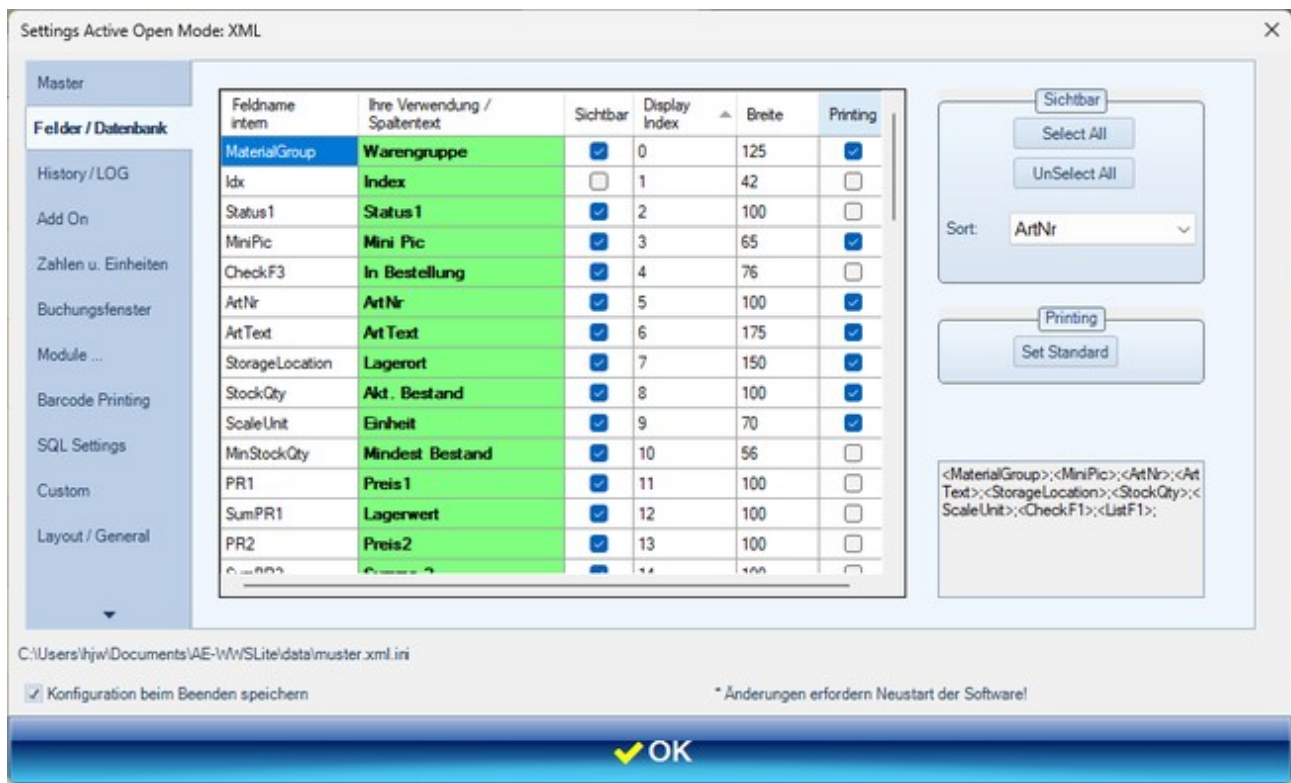 Settings Active Open Mode: XML
Master
Felder / Datenbank
History / LOG
Add On
Zahlen u. Einheiten
Buchungsfenster
Module ...
Barcode Printing
SQL Settings
Custom
Layout / General
Feldname intern Ihre Verwendung / Spaltentext Sichtbar Display Index Breite Printing
MaterialGroup Warengruppe 0 125
Idx Index 1 42
Status1 Status1 2 100
MiniPic Mini Pic 3 65
CheckF3 In Bestellung 4 76
ArtNr ArtNr 5 100
ArtText ArtText 6 175
StorageLocation Lagerort 7 150
StockQty Akt. Bestand 8 100
ScaleUnit Einheit 9 70
MinStockQty Mindest Bestand 10 56
PR1 Preis1 11 100
SumPR1 Lagerwert 12 100
PR2 Preis2 13 100
Sichtbar
Select All
UnSelect All
Sort: ArtNr
Printing
Set Standard
<MaterialGroup>;<MiniPic>;<ArtNr>;<Art
Text>;<StorageLocation>;<StockQty>;<
ScaleUnit>;<CheckF1>;<ListF1>;
C:\Users\hjw\Documents\AE-WWSLite\data\muster.xml.ini
Konfiguration beim Beenden speichern
* Änderungen erfordern Neustart der Software!
OK